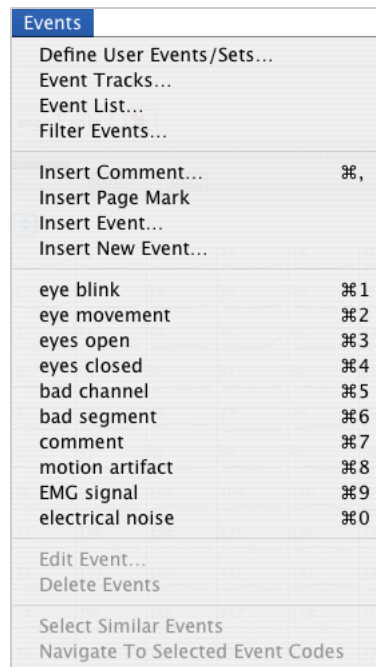 Events
Define User Events/Sets...
Event Tracks...
Event List...
Filter Events...
Insert Comment... ⌘,
Insert Page Mark
Insert Event...
Insert New Event...
eye blink ⌘1
eye movement ⌘2
eyes open ⌘3
eyes closed ⌘4
bad channel ⌘5
bad segment ⌘6
comment ⌘7
motion artifact ⌘8
EMG signal ⌘9
electrical noise ⌘0
Edit Event...
Delete Events
Select Similar Events
Navigate To Selected Event Codes